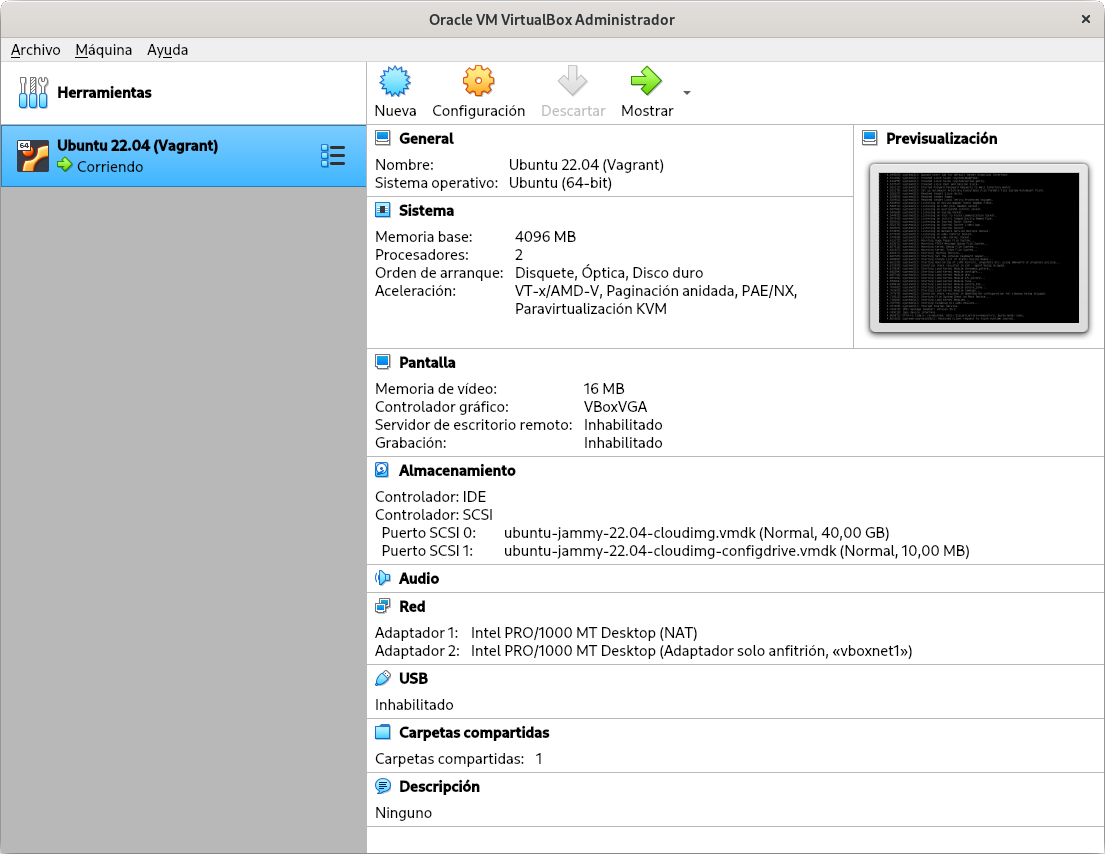 Oracle VM VirtualBox Administrador
Archivo Máquina Ayuda
Herramientas
Nueva Configuración Descartar Mostrar
64
Ubuntu 22.04 (Vagrant)
Corriendo
General
Nombre: Ubuntu 22.04 (Vagrant)
Sistema operativo: Ubuntu (64-bit)
Previsualización
Sistema
Memoria base: 4096 MB
Procesadores: 2
Orden de arranque: Disquete, Óptica, Disco duro
Aceleración: VT-x/AMD-V, Paginación anidada, PAE/NX,
Paravirtualización KVM
Pantalla
Memoria de vídeo: 16 MB
Controlador gráfico: VBoxVGA
Servidor de escritorio remoto: Inhabilitado
Grabación: Inhabilitado
Almacenamiento
Controlador: IDE
Controlador: SCSI
Puerto SCSI 0: ubuntu-jammy-22.04-cloudimg.vmdk (Normal, 40,00 GB)
Puerto SCSI 1: ubuntu-jammy-22.04-cloudimg-configdrive.vmdk (Normal, 10,00 MB)
Audio
Red
Adaptador 1: Intel PRO/1000 MT Desktop (NAT)
Adaptador 2: Intel PRO/1000 MT Desktop (Adaptador solo anfitrión, «vboxnet1»)
USB
Inhabilitado
Carpetas compartidas
Carpetas compartidas: 1
Descripción
Ninguno